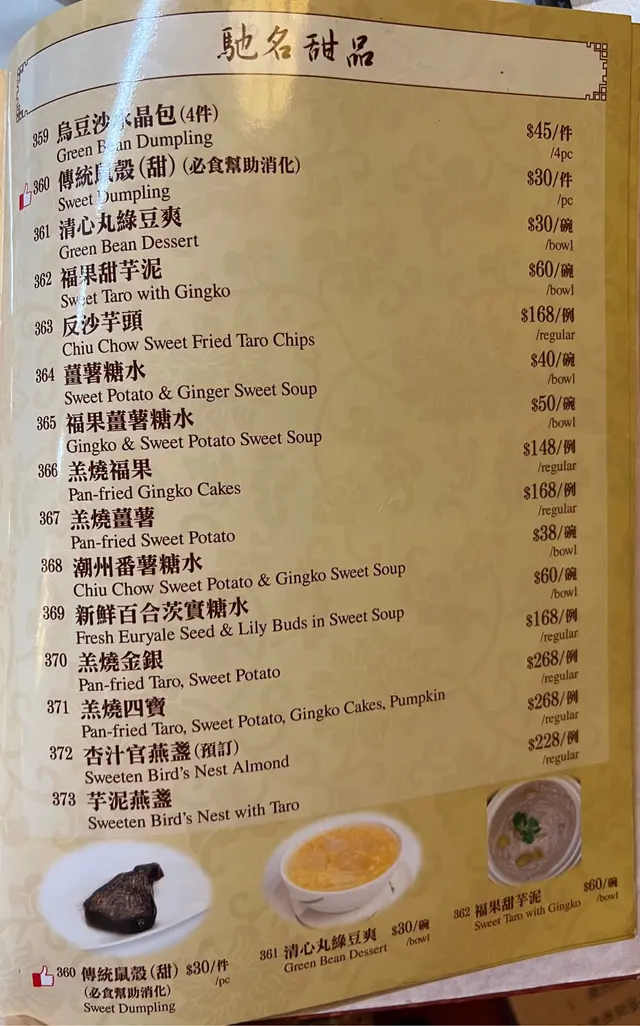 馳名甜品
359 烏豆沙水晶包(4件) $45/件
Green Bean Dumpling /4pc
360 傳統鼠殼(甜)(必食幫助消化) $30/件
Sweet Dumpling /pc
361 清心丸綠豆爽 $30/碗
Green Bean Dessert /bowl
362 福果甜芋泥 $60/碗
Sweet Taro with Gingko /bowl
363 反沙芋頭 $168/例
Chiu Chow Sweet Fried Taro Chips /regular
364 薑薯糖水 $40/碗
Sweet Potato & Ginger Sweet Soup /bowl
365 福果薑薯糖水 $50/碗
Gingko & Sweet Potato Sweet Soup /bowl
366 羔燒福果 $148/例
Pan-fried Gingko Cakes /regular
367 羔燒薑薯 $168/例
Pan-fried Sweet Potato /regular
368 潮州番薯糖水 $38/碗
Chiu Chow Sweet Potato & Gingko Sweet Soup /bowl
369 新鮮百合茨實糖水 $60/碗
Fresh Euryale Seed & Lily Buds in Sweet Soup /bowl
370 羔燒金銀 $168/例
Pan-fried Taro, Sweet Potato /regular
371 羔燒四寶 $268/例
Pan-fried Taro, Sweet Potato, Gingko Cakes, Pumpkin /regular
372 杏汁官燕盞(預訂) $268/例
Sweeten Bird's Nest Almond /regular
373 芋泥燕盞 $228/例
Sweeten Bird's Nest with Taro /regular
360 傳統鼠殼(甜) $30/件
(必食幫助消化) /pc
Sweet Dumpling
361 清心丸綠豆爽 $30/碗
Green Bean Dessert /bowl
362 福果甜芋泥 $60/碗
Sweet Taro with Gingko /bowl